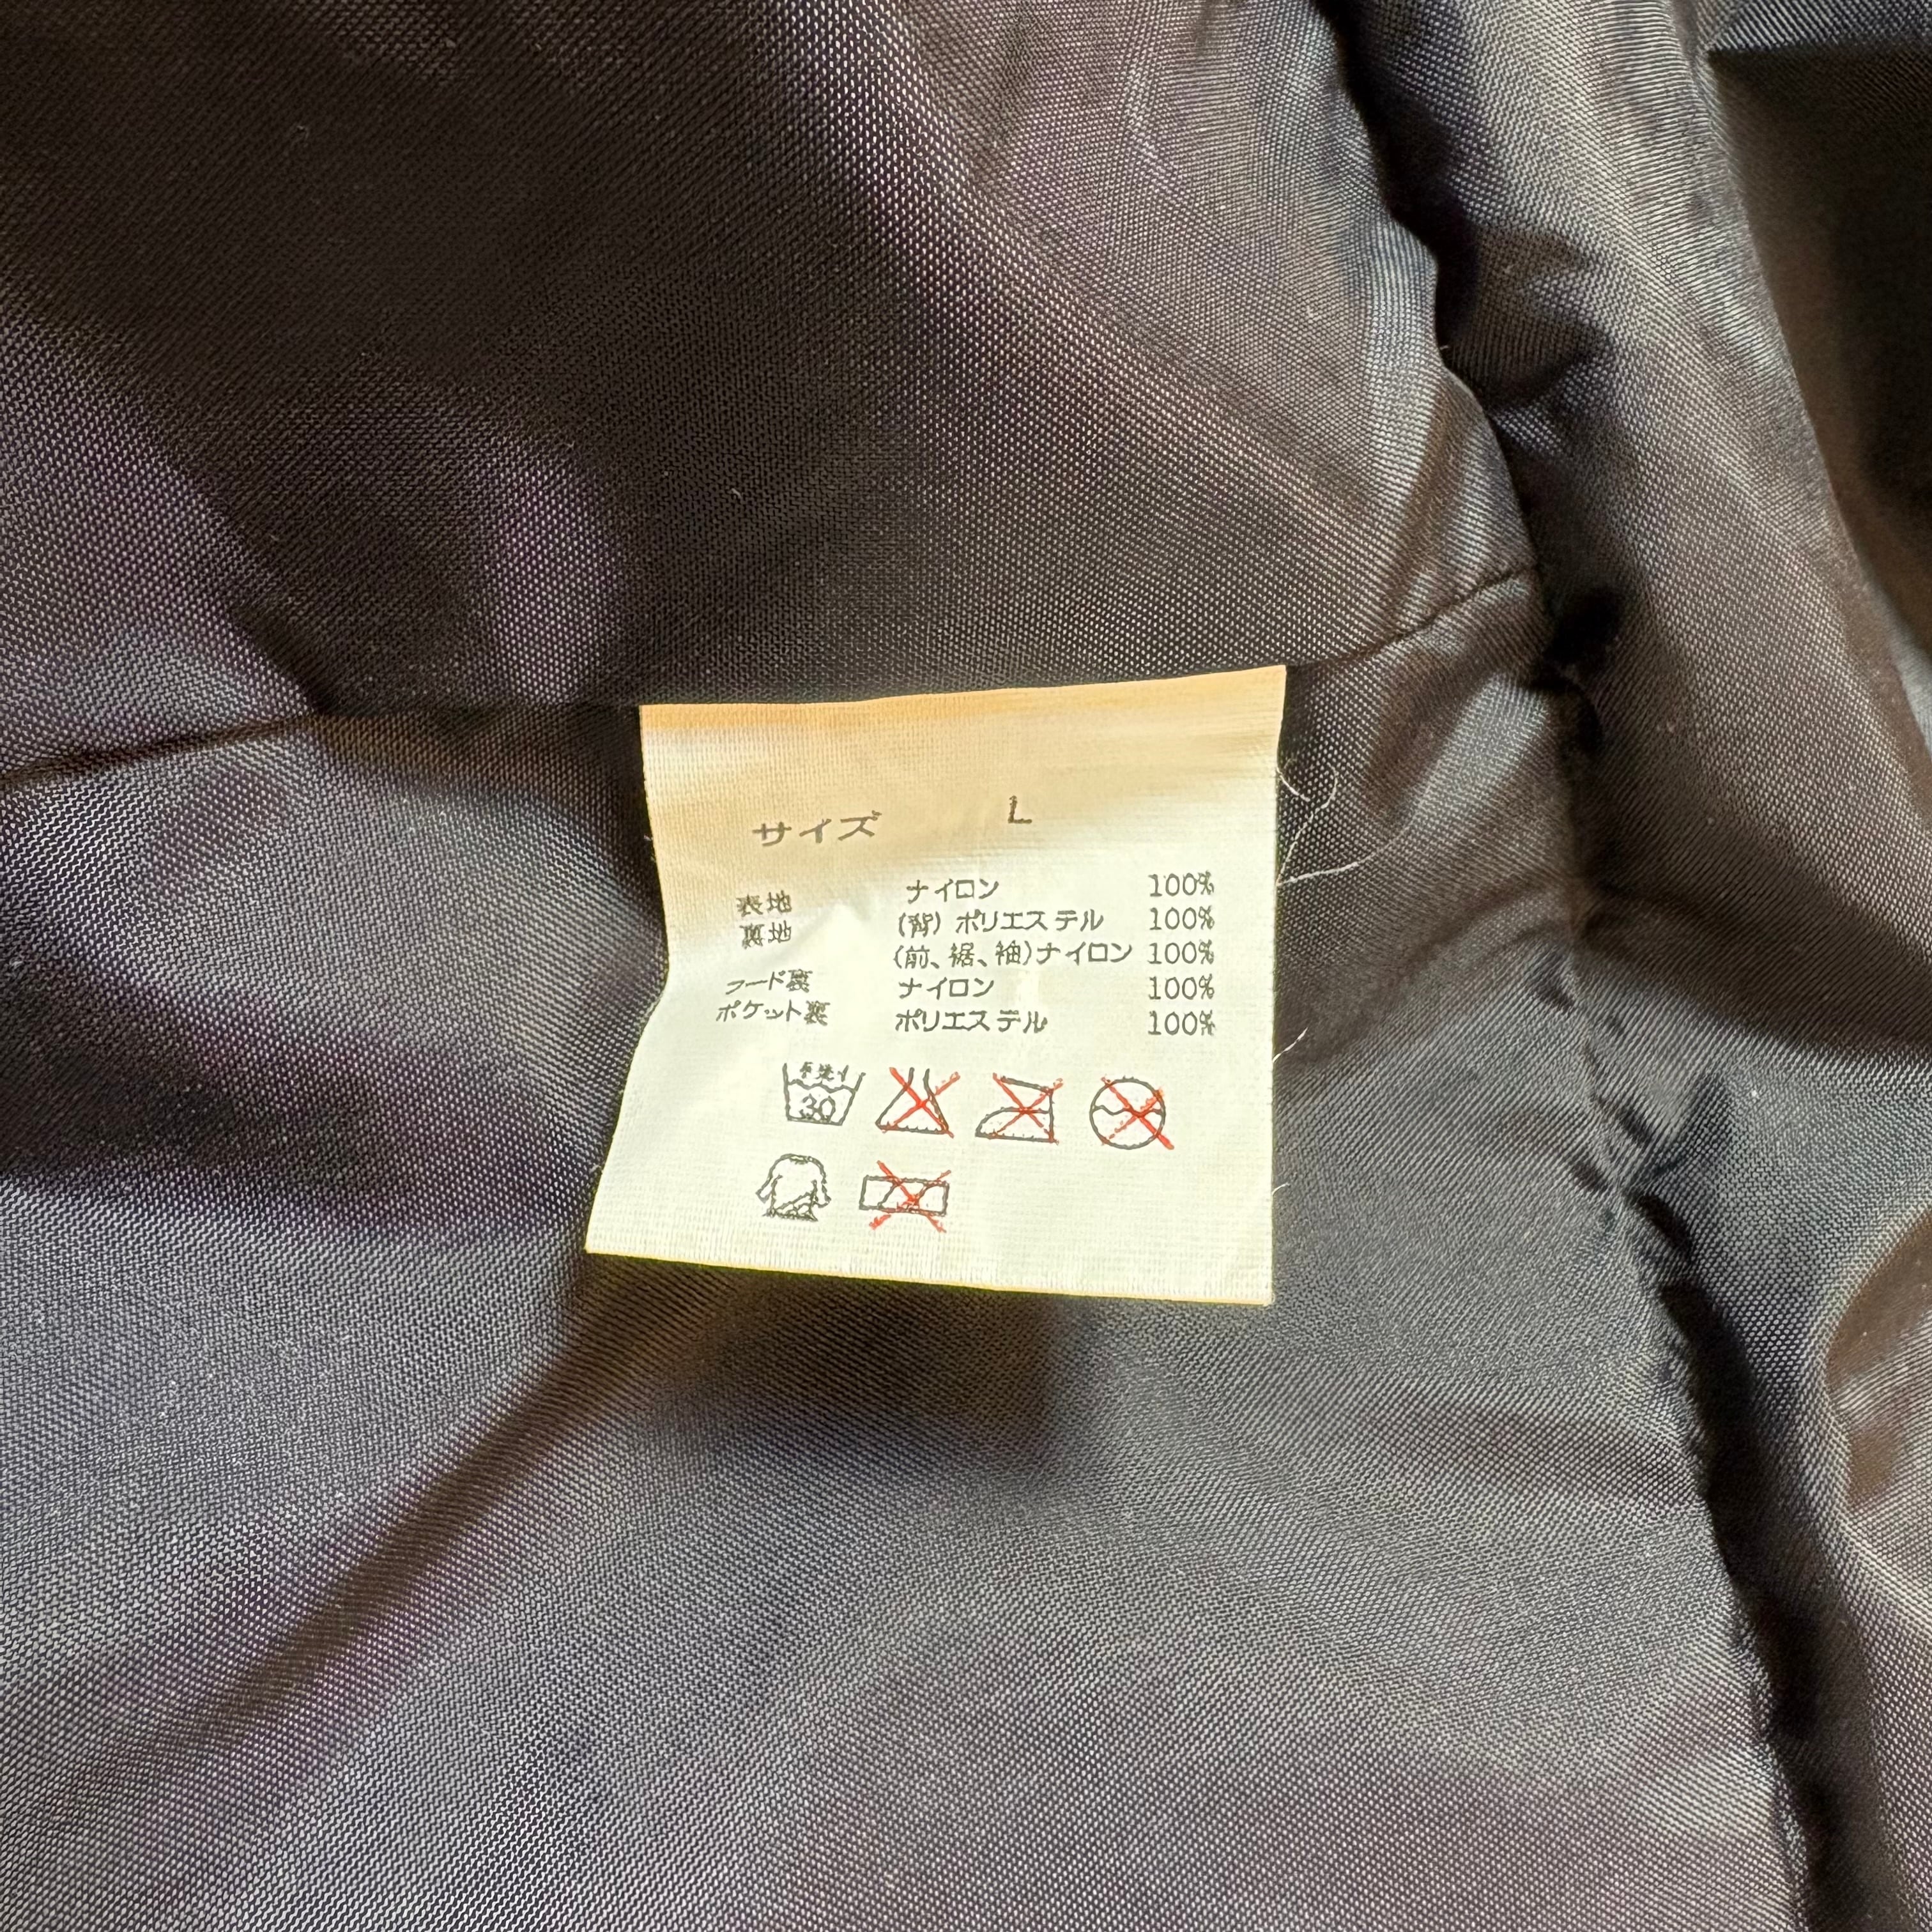 サイズ L
表地 ナイロン 100%
裏地 (背) ポリエステル 100%
(前、裾、袖)ナイロン 100%
フード裏 ナイロン 100%
ポケット裏 ポリエステル 100%
手洗イ
30